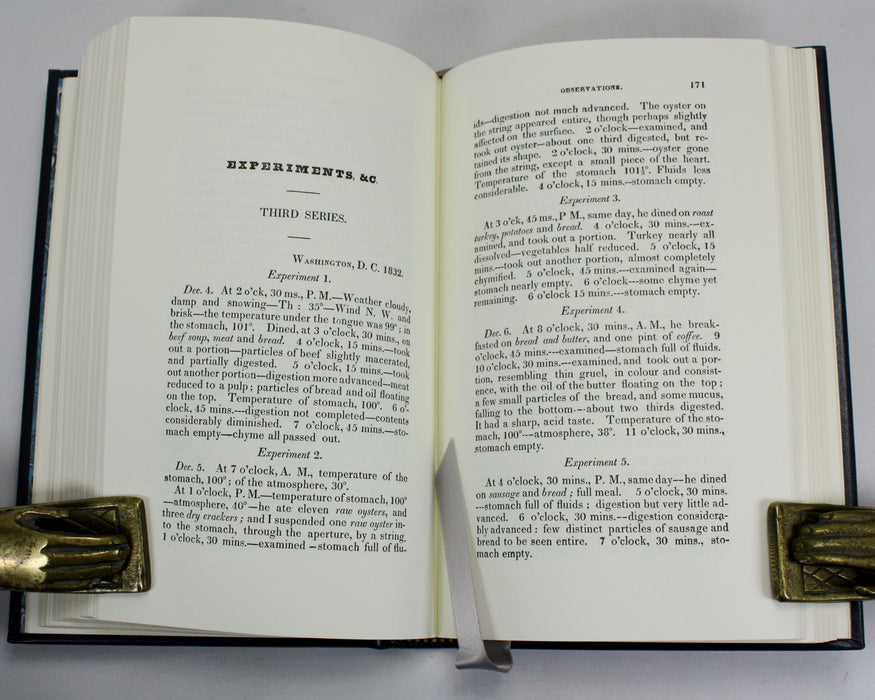 EXPERIMENTS, &C.
THIRD SERIES.
WASHINGTON, D. C. 1832.
Experiment 1.
Dec. 4. At 2 o'ck, 30 ms., P. M.—Weather cloudy,
damp and snowing—Th: 35°—Wind N. W. and
brisk—the temperature under the tongue was 99°; in
the stomach, 101°. Dined, at 3 o'clock, 30 mins., on
beef soup, meat and bread. 4 o'clock, 15 mins.—took
out a portion—particles of beef slightly macerated,
and partially digested. 5 o'clock, 15 mins.—took
out another portion—digestion more advanced—meat
reduced to a pulp; particles of bread and oil floating
on the top. Temperature of stomach, 100°. 6 o'-
clock, 45 mins.---digestion not completed—contents
considerably diminished. 7 o'clock, 45 mins.—sto-
mach empty—chyme all passed out.
Experiment 2.
Dec. 5. At 7 o'clock, A. M., temperature of the
stomach, 100°; of the atmosphere, 30°.
At 1 o'clock, P. M.—temperature of stomach, 100°
—atmosphere, 40°—he ate eleven raw oysters, and
three dry crackers; and I suspended one raw oyster in-
to the stomach, through the aperture, by a string.
1 o'clock, 30 mins.—examined—stomach full of flu-
OBSERVATIONS. 171
ids—digestion not much advanced. The oyster on
the string appeared entire, though perhaps slightly
affected on the surface. 2 o'clock—examined, and
took out oyster—about one third digested, but re-
tained its shape. 2 o'clock, 30 mins.—oyster gone
from the string, except a small piece of the heart.
Temperature of the stomach 101½°. Fluids less
considerable. 4 o'clock, 15 mins.--stomach empty.
Experiment 3.
At 3 o'ck, 45 ms., P M., same day, he dined on roast
turkey, potatoes and bread. 4 o'clock, 30 mins.--ex-
amined, and took out a portion. Turkey nearly all
dissolved—vegetables half reduced. 5 o'clock, 15
mins.--took out another portion, almost completely
chymified. 5 o'clock, 45 mins.--examined again—
stomach nearly empty. 6 o'clock---some chyme yet
remaining. 6 o'clock 15 mins.---stomach empty.
Experiment 4.
Dec. 6. At 8 o'clock, 30 mins., A. M., he break-
fasted on bread and butter, and one pint of coffee. 9
o'clock, 45 mins.---examined—stomach full of fluids.
10 o'clock, 30 mins.—examined, and took out a por-
tion, resembling thin gruel, in colour and consist-
ence, with the oil of the butter floating on the top;
a few small particles of the bread, and some mucus,
falling to the bottom---about two thirds digested.
It had a sharp, acid taste. Temperature of the sto-
mach, 100°---atmosphere, 38°. 11 o'clock, 30 mins.,
stomach empty.
Experiment 5.
At 4 o'clock, 30 mins., P. M., same day--he dined
on sausage and bread; full meal. 5 o'clock, 30 mins.
---stomach full of fluids; digestion but very little ad-
vanced. 6 o'clock, 30 mins.---digestion considera-
bly advanced: few distinct particles of sausage and
bread to be seen entire. 7 o'clock, 30 mins., sto-
mach empty.